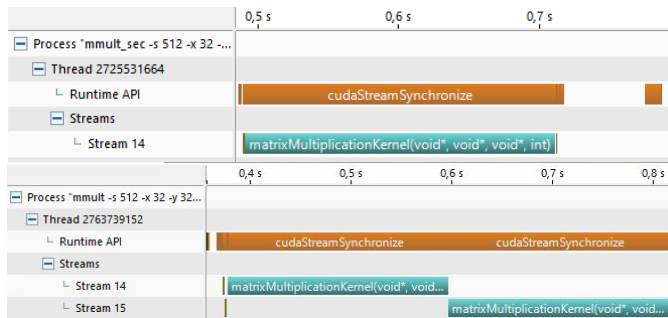 0,5 s 0,6 s 0,7 s
Process "mmult_sec -s 512 -x 32 -...
Thread 2725531664
Runtime API cudaStreamSynchronize
Streams
Stream 14 matrixMultiplicationKernel(void*, void*, void*, int)
0,4 s 0,5 s 0,6 s 0,7 s 0,8 s
Process "mmult -s 512 -x 32 -y 32...
Thread 2763739152
Runtime API cudaStreamSynchronize cudaStreamSynchronize
Streams
Stream 14 matrixMultiplicationKernel(void*, void...
Stream 15 matrixMultiplicationKernel(void*, void...